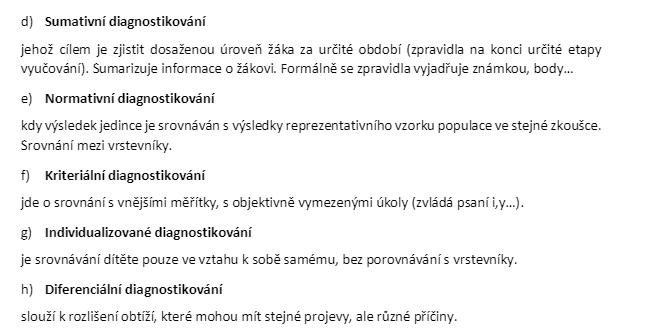 d) Sumativní diagnostikování
jehož cílem je zjistit dosaženou úroveň žáka za určité období (zpravidla na konci určité etapy
vyučování). Sumarizuje informace o žákovi. Formálně se zpravidla vyjadřuje známkou, body…
e) Normativní diagnostikování
kdy výsledek jedince je srovnáván s výsledky reprezentativního vzorku populace ve stejné zkoušce.
Srovnání mezi vrstevníky.
f) Kriteriální diagnostikování
jde o srovnání s vnějšími měřítky, s objektivně vymezenými úkoly (zvládá psaní i,y…).
g) Individualizované diagnostikování
je srovnávání dítěte pouze ve vztahu k sobě samému, bez porovnávání s vrstevníky.
h) Diferenciální diagnostikování
slouží k rozlišení obtíží, které mohou mít stejné projevy, ale různé příčiny.